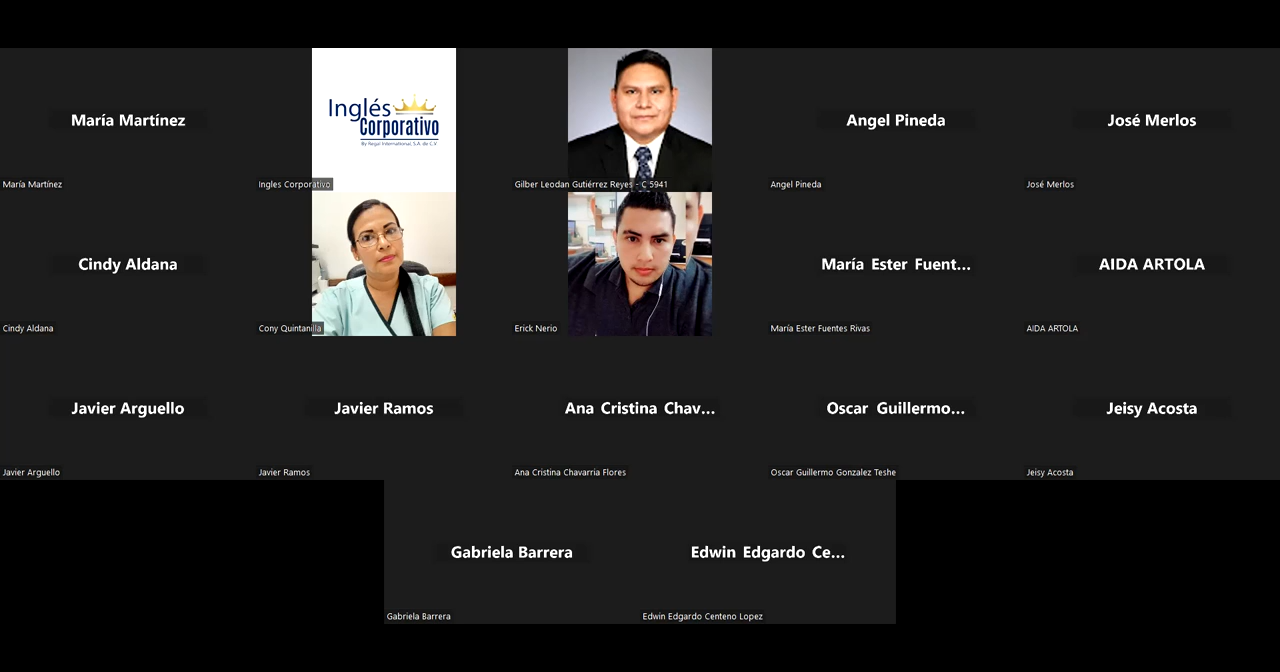 María Martínez
Inglés
Corporativo
By Regal International, S.A. de C.V
Angel Pineda
José Merlos
María Martínez
Ingles Corporativo
Gilber Leodan Gutiérrez Reyes - C 5941
Angel Pineda
José Merlos
Cindy Aldana
María Ester Fuent...
AIDA ARTOLA
Cindy Aldana
Cony Quintanilla
Erick Nerio
María Ester Fuentes Rivas
AIDA ARTOLA
Javier Arguello
Javier Ramos
Ana Cristina Chav...
Oscar Guillermo...
Jeisy Acosta
Javier Arguello
Javier Ramos
Ana Cristina Chavarria Flores
Oscar Guillermo Gonzalez Teshe
Jeisy Acosta
Gabriela Barrera
Edwin Edgardo Ce...
Gabriela Barrera
Edwin Edgardo Centeno Lopez